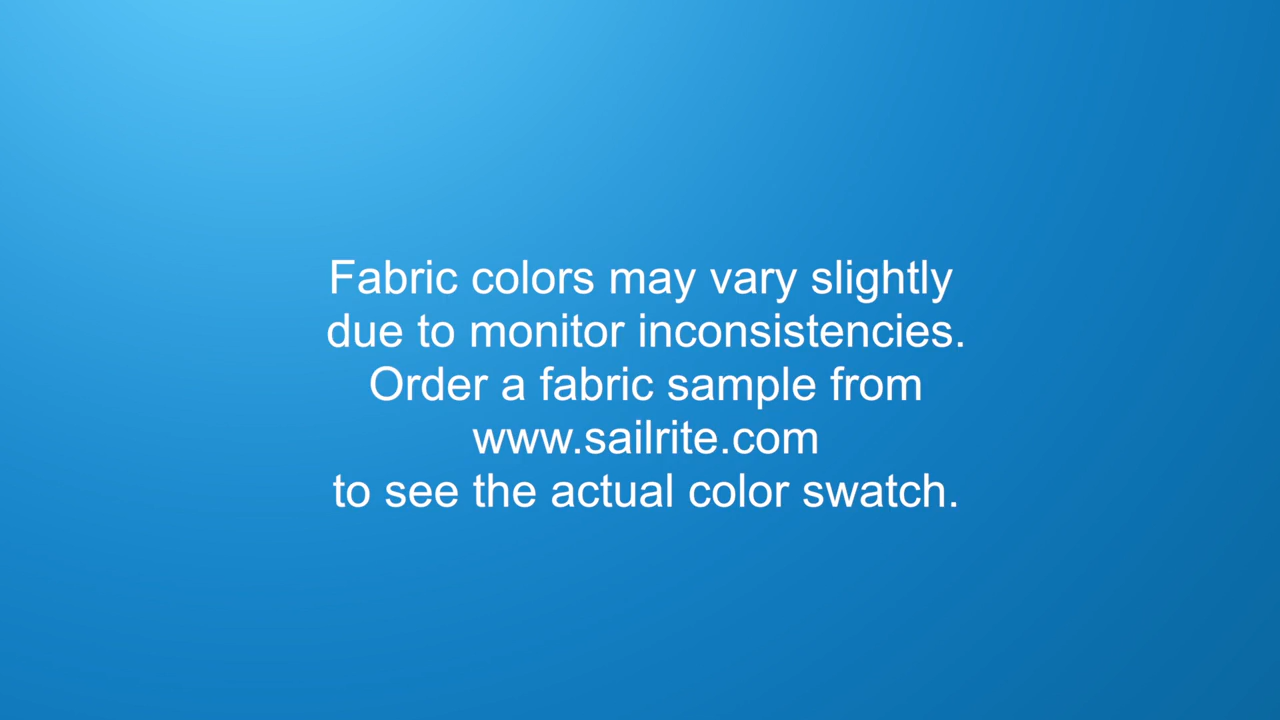 Fabric colors may vary slightly
due to monitor inconsistencies.
Order a fabric sample from
www.sailrite.com
to see the actual color swatch.